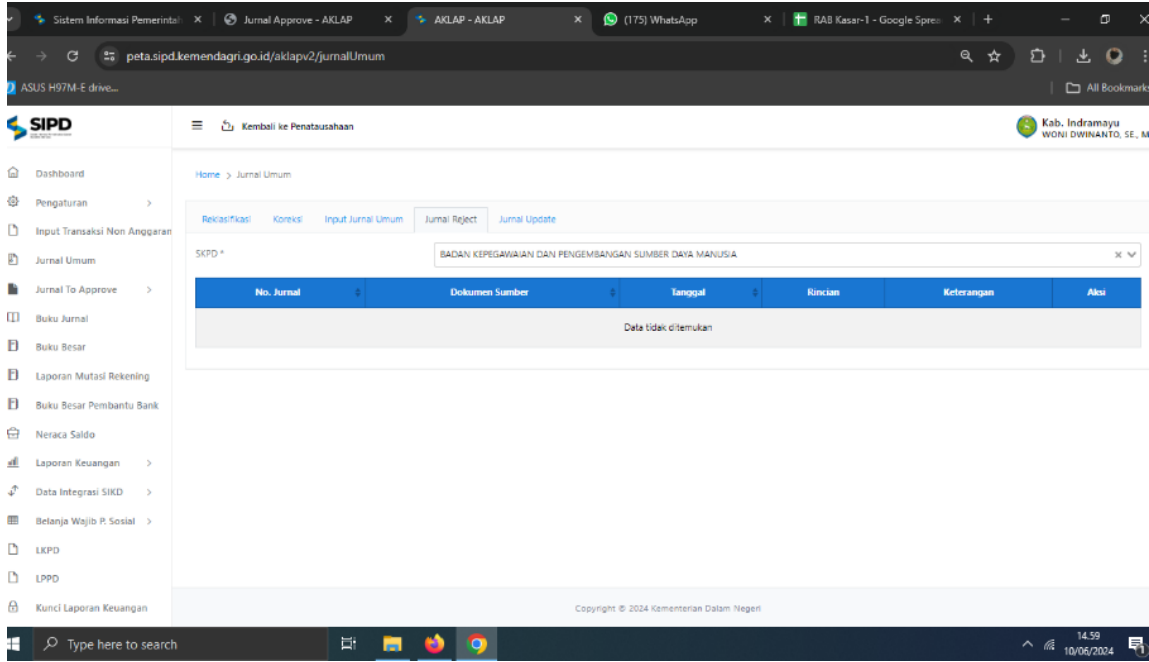 Sistem Informasi Pemerintah
Jurnal Approve - AKLAP
AKLAP - AKLAP
(175) WhatsApp
RAB Kasar-1 - Google Sprea
peta.sipd.kemendagri.go.id/aklapv2/jurnalUmum
ASUS H97M-E drive...
All Bookmarks
SIPD
Kembali ke Penatausahaan
Kab. Indramayu
WONI DWINANTO, SE., M
Home > Jurnal Umum
Dashboard
Pengaturan
Input Transaksi Non Anggaran
Jurnal Umum
Jurnal To Approve
Buku Jurnal
Buku Besar
Laporan Mutasi Rekening
Buku Besar Pembantu Bank
Neraca Saldo
Laporan Keuangan
Data Integrasi SIKD
Belanja Wajib P. Sosial
LKPD
LPPD
Kunci Laporan Keuangan
Reklasifikasi Koreksi Input Jurnal Umum Jurnal Reject Jurnal Update
SKPD *
BADAN KEPEGAWAIAN DAN PENGEMBANGAN SUMBER DAYA MANUSIA
No. Jurnal Dokumen Sumber Tanggal Rincian Keterangan Aksi
Data tidak ditemukan
Copyright © 2024 Kementerian Dalam Negeri
Type here to search
14.59
10/06/2024